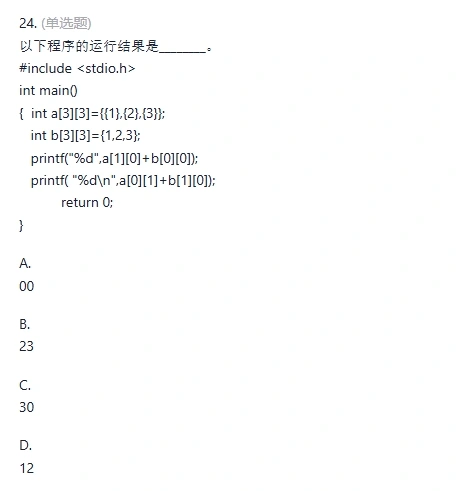 24. (单选题)
以下程序的运行结果是________。
#include <stdio.h>
int main()
{ int a[3][3]={{1},{2},{3}};
int b[3][3]={1,2,3};
printf("%d",a[1][0]+b[0][0]);
printf( "%d\n",a[0][1]+b[1][0]);
return 0;
}
A.
00
B.
23
C.
30
D.
12